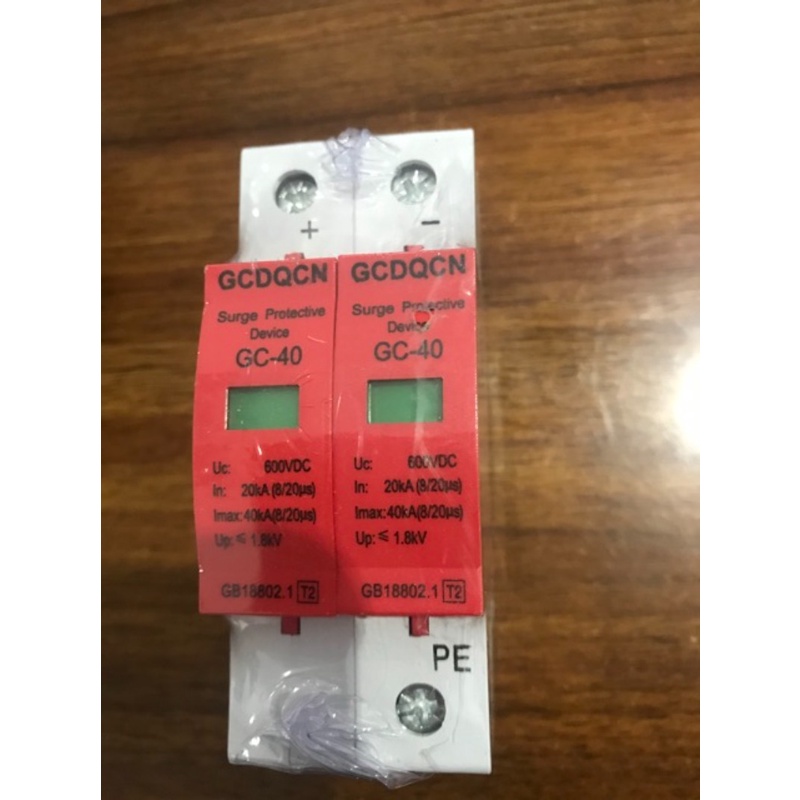 +
-
GCDQCN
Surge Protective
Device
GC-40
Uc: 600VDC
In: 20kA (8/20μs)
Imax:40kA(8/20μs)
Up:≤ 1.8kV
GB18802.1 T2
GCDQCN
Surge Protective
Device
GC-40
Uc: 600VDC
In: 20kA (8/20μs)
Imax:40kA(8/20μs)
Up:≤ 1.8kV
GB18802.1 T2
PE